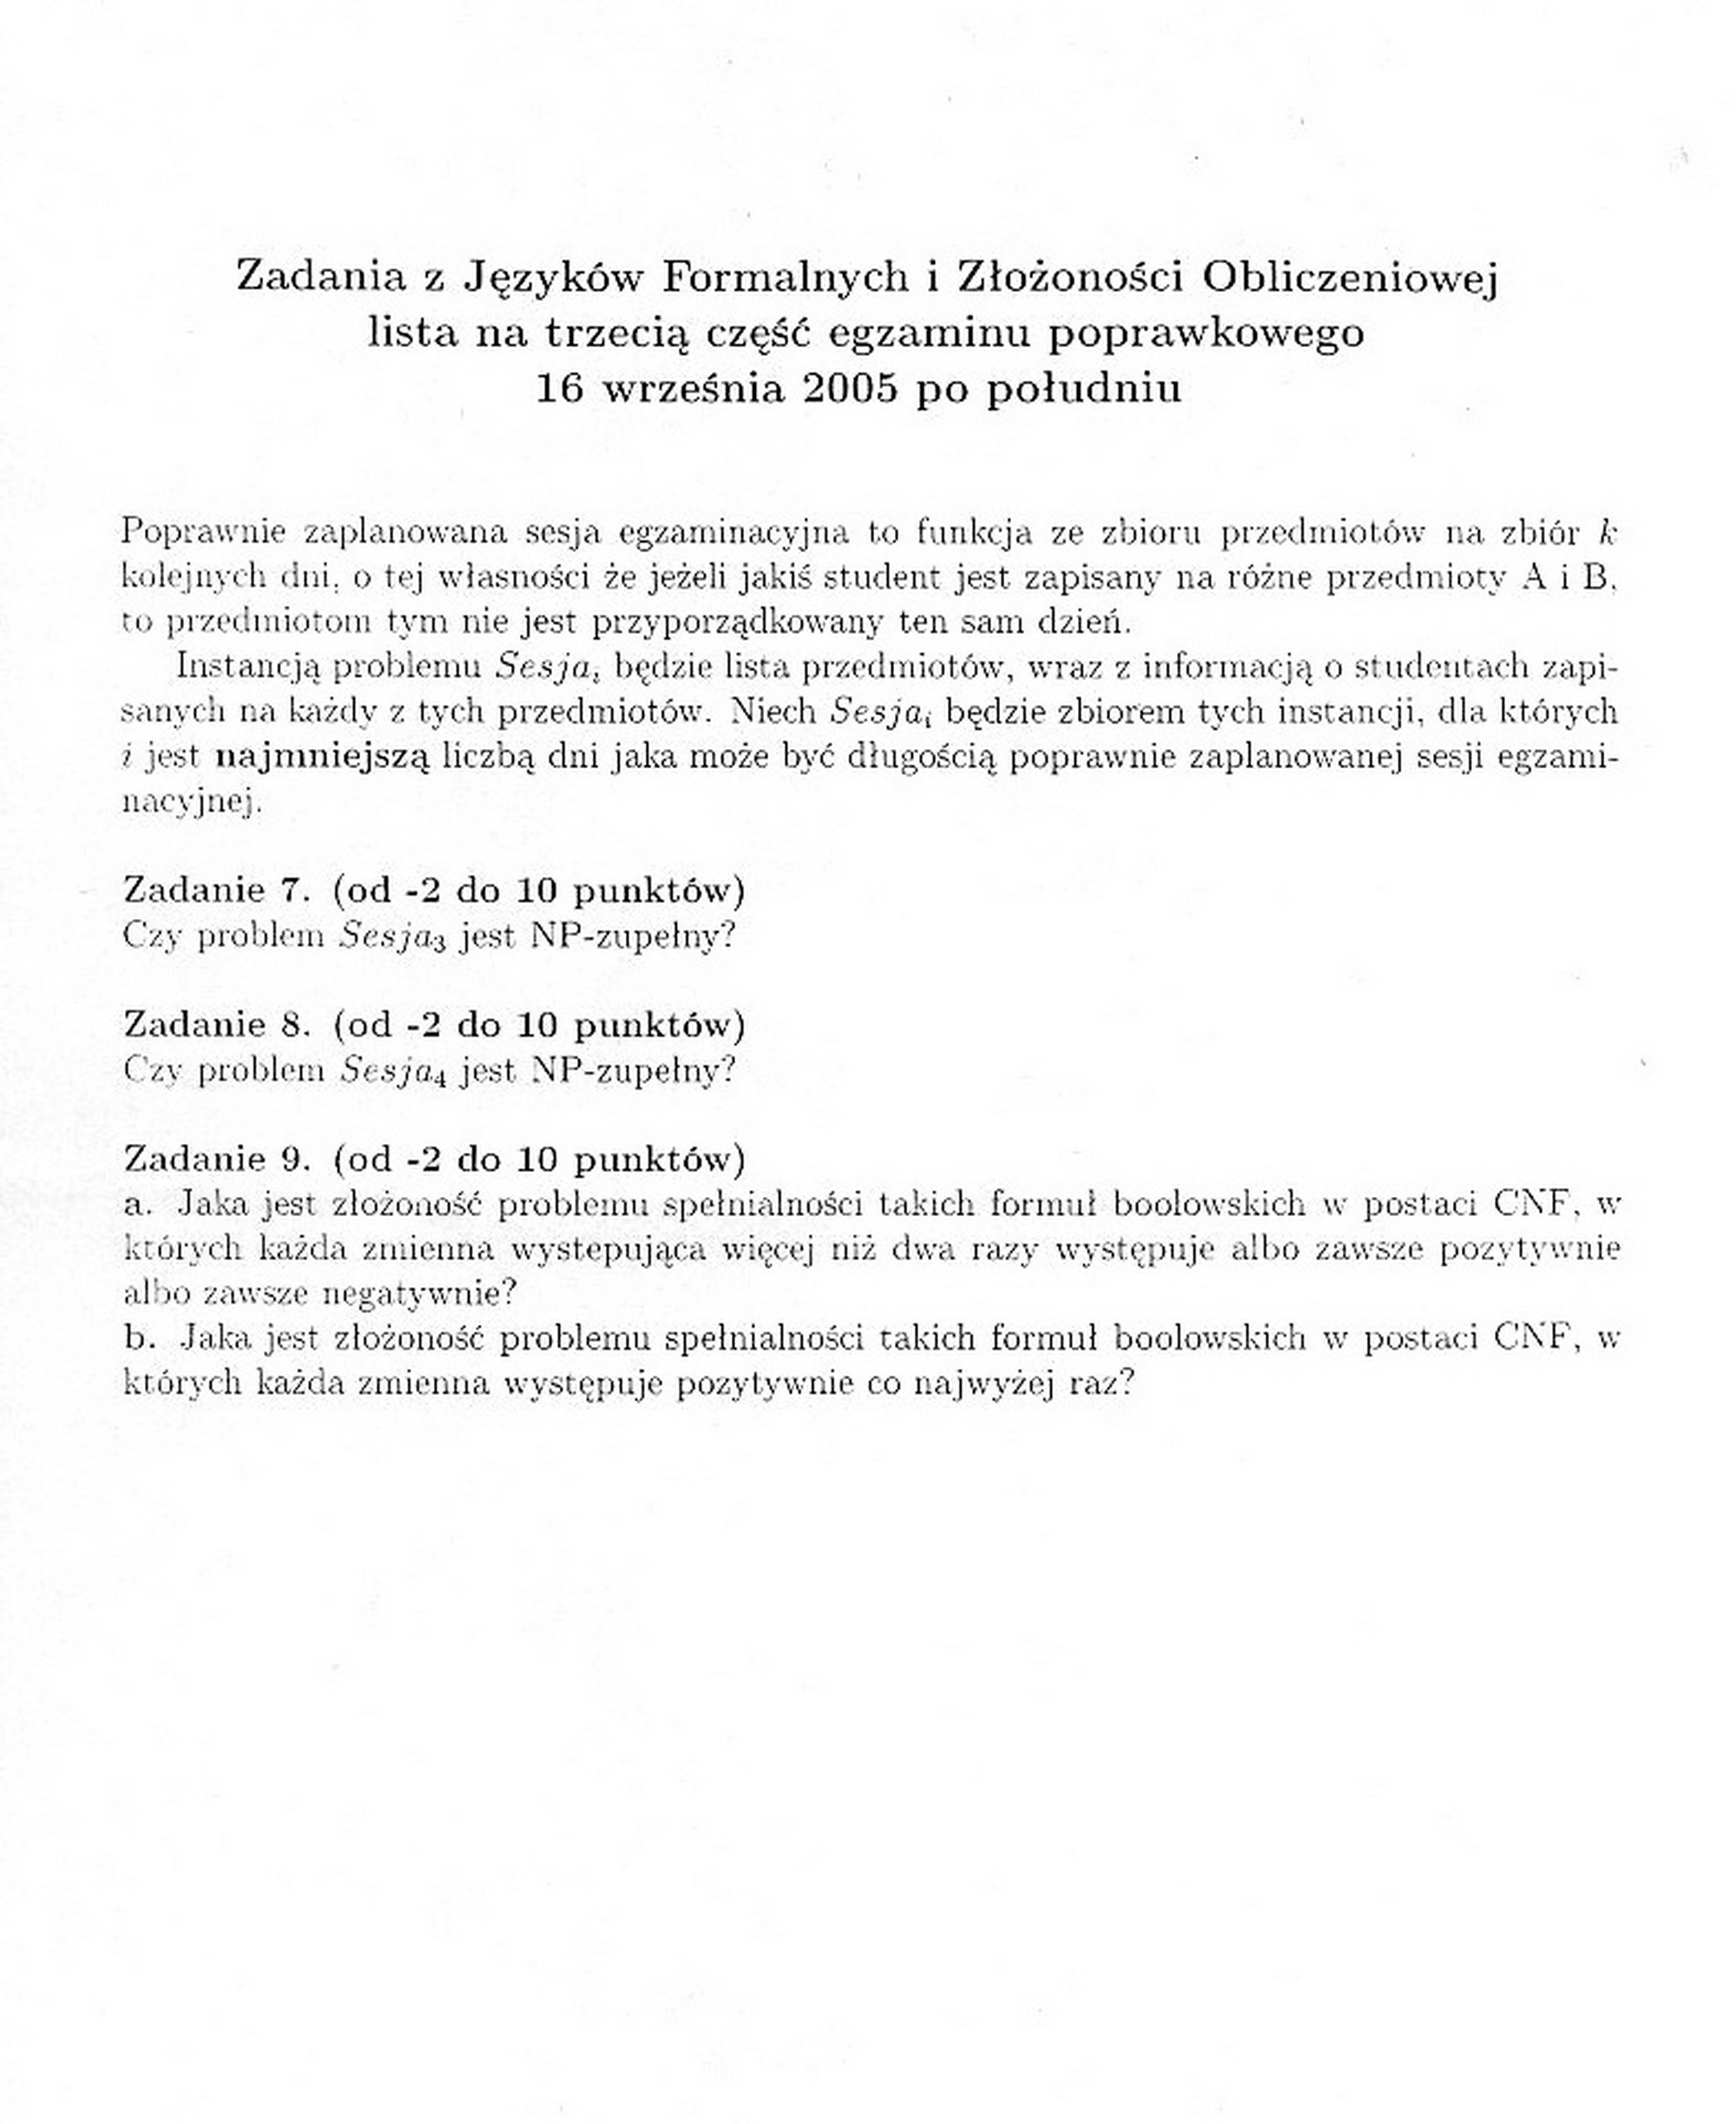 Zadania z Języków Formalnych i Złożoności Obliczeniowej
lista na trzecią część egzaminu poprawkowego
16 września 2005 po południu
Poprawnie zaplanowana sesja egzaminacyjna to funkcja ze zbioru przedmiotów na zbiór k
kolejnych dni, o tej własności że jeżeli jakiś student jest zapisany na różne przedmioty A i B,
to przedmiotom tym nie jest przyporządkowany ten sam dzień.
Instancją problemu Sesja_i będzie lista przedmiotów, wraz z informacją o studentach zapi-
sanych na każdy z tych przedmiotów. Niech Sesja_i będzie zbiorem tych instancji, dla których
i jest najmniejszą liczbą dni jaka może być długością poprawnie zaplanowanej sesji egzami-
nacyjnej.
Zadanie 7. (od -2 do 10 punktów)
Czy problem Sesja₃ jest NP-zupełny?
Zadanie 8. (od -2 do 10 punktów)
Czy problem Sesja₄ jest NP-zupełny?
Zadanie 9. (od -2 do 10 punktów)
a. Jaka jest złożoność problemu spełnialności takich formuł boolowskich w postaci CNF, w
których każda zmienna wystepująca więcej niż dwa razy występuje albo zawsze pozytywnie
albo zawsze negatywnie?
b. Jaka jest złożoność problemu spełnialności takich formuł boolowskich w postaci CNF, w
których każda zmienna występuje pozytywnie co najwyżej raz?